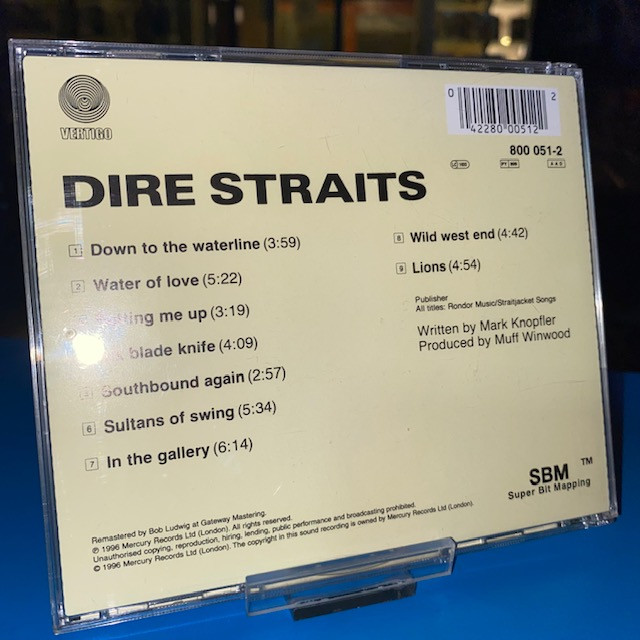 VERTIGO
0 42280 00512 2
800 051-2
DIRE STRAITS
1 Down to the waterline (3:59)
2 Water of love (5:22)
me up (3:19)
blade knife (4:09)
Southbound again (2:57)
6 Sultans of swing (5:34)
7 In the gallery (6:14)
8 Wild west end (4:42)
9 Lions (4:54)
Publisher
All titles: Rondor Music/Straitjacket Songs
Written by Mark Knopfler
Produced by Muff Winwood
SBM TM
Super Bit Mapping
Remastered by Bob Ludwig at Gateway Mastering.
℗ 1996 Mercury Records Ltd (London). All rights reserved.
Unauthorised copying, reproduction, hiring, lending, public performance and broadcasting prohibited.
© 1996 Mercury Records Ltd (London). The copyright in this sound recording is owned by Mercury Records Ltd (London).